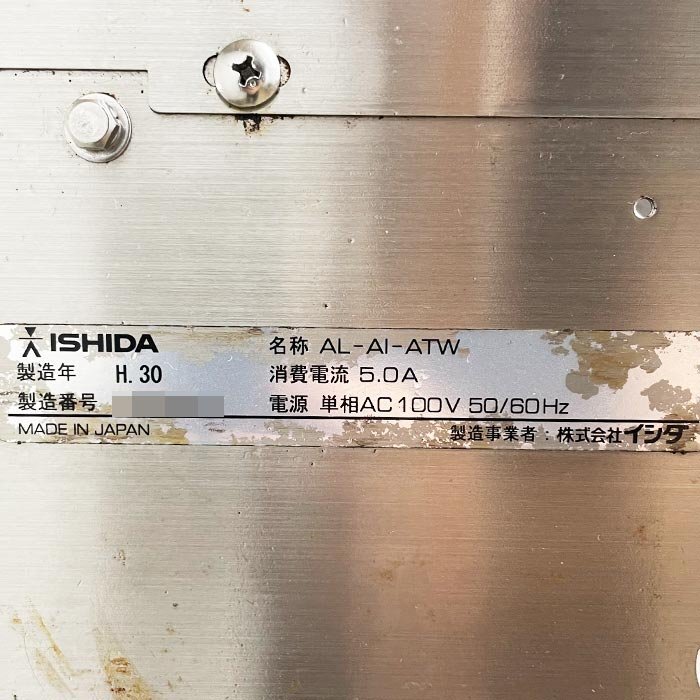 ISHIDA
名称 AL-AI-ATW
製造年 H.30
消費電流 5.0A
製造番号
電源 単相AC100V 50/60Hz
MADE IN JAPAN
製造事業者：株式会社イシダ